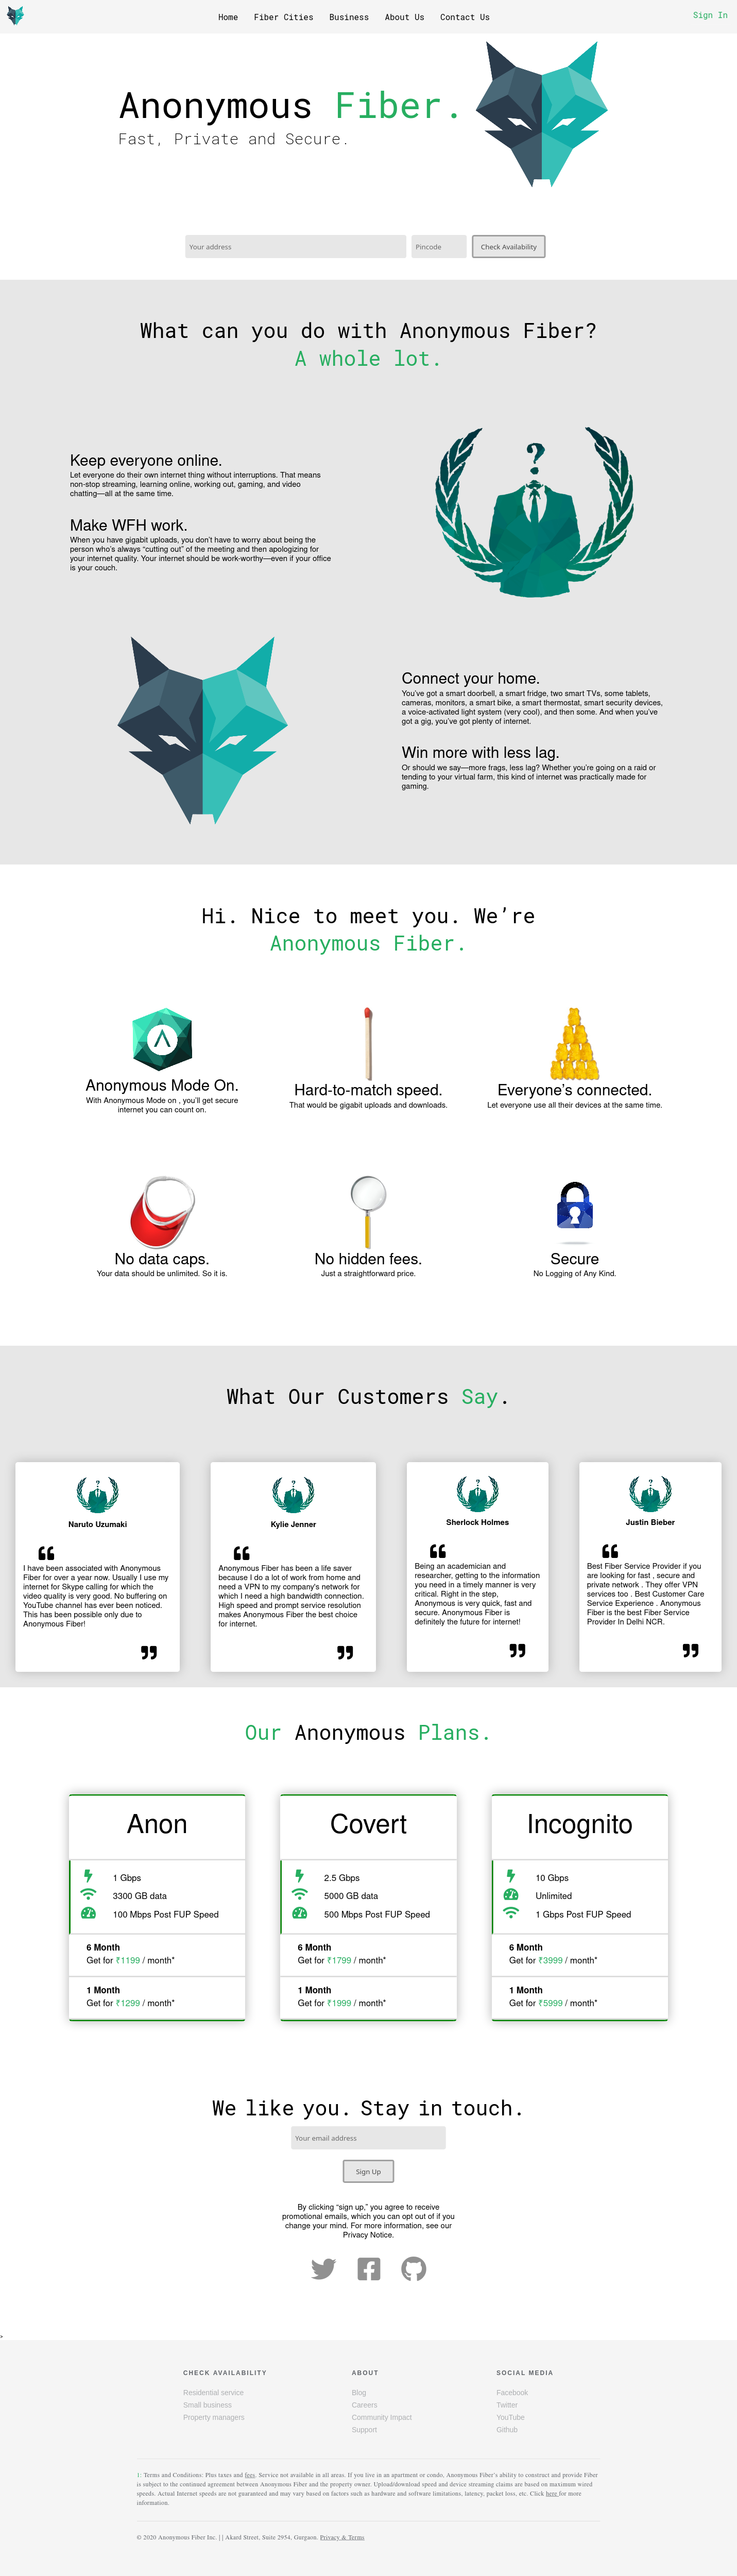 Home Fiber Cities Business About Us Contact Us
Sign In
Anonymous Fiber.
Fast, Private and Secure.
Your address
Pincode
Check Availability
What can you do with Anonymous Fiber?
A whole lot.
Keep everyone online.
Let everyone do their own internet thing without interruptions. That means
non-stop streaming, learning online, working out, gaming, and video
chatting—all at the same time.
Make WFH work.
When you have gigabit uploads, you don't have to worry about being the
person who's always “cutting out” of the meeting and then apologizing for
your internet quality. Your internet should be work-worthy—even if your office
is your couch.
?
Connect your home.
You've got a smart doorbell, a smart fridge, two smart TVs, some tablets,
cameras, monitors, a smart bike, a smart thermostat, smart security devices,
a voice-activated light system (very cool), and then some. And when you've
got a gig, you've got plenty of internet.
Win more with less lag.
Or should we say—more frags, less lag? Whether you're going on a raid or
tending to your virtual farm, this kind of internet was practically made for
gaming.
Hi. Nice to meet you. We’re
Anonymous Fiber.
Anonymous Mode On.
With Anonymous Mode on , you'll get secure
internet you can count on.
Hard-to-match speed.
That would be gigabit uploads and downloads.
Everyone’s connected.
Let everyone use all their devices at the same time.
No data caps.
Your data should be unlimited. So it is.
No hidden fees.
Just a straightforward price.
Secure
No Logging of Any Kind.
What Our Customers Say.
Naruto Uzumaki
I have been associated with Anonymous
Fiber for over a year now. Usually I use my
internet for Skype calling for which the
video quality is very good. No buffering on
YouTube channel has ever been noticed.
This has been possible only due to
Anonymous Fiber!
Kylie Jenner
Anonymous Fiber has been a life saver
because I do a lot of work from home and
need a VPN to my company's network for
which I need a high bandwidth connection.
High speed and prompt service resolution
makes Anonymous Fiber the best choice
for internet.
Sherlock Holmes
Being an academician and
researcher, getting to the information
you need in a timely manner is very
critical. Right in the step,
Anonymous is very quick, fast and
secure. Anonymous Fiber is
definitely the future for internet!
Justin Bieber
Best Fiber Service Provider if you
are looking for fast , secure and
private network . They offer VPN
services too . Best Customer Care
Service Experience . Anonymous
Fiber is the best Fiber Service
Provider In Delhi NCR.
Our Anonymous Plans.
Anon
1 Gbps
3300 GB data
100 Mbps Post FUP Speed
6 Month
Get for ₹1199 / month*
1 Month
Get for ₹1299 / month*
Covert
2.5 Gbps
5000 GB data
500 Mbps Post FUP Speed
6 Month
Get for ₹1799 / month*
1 Month
Get for ₹1999 / month*
Incognito
10 Gbps
Unlimited
1 Gbps Post FUP Speed
6 Month
Get for ₹3999 / month*
1 Month
Get for ₹5999 / month*
We like you. Stay in touch.
Your email address
Sign Up
By clicking “sign up,” you agree to receive
promotional emails, which you can opt out of if you
change your mind. For more information, see our
Privacy Notice.
>
CHECK AVAILABILITY
Residential service
Small business
Property managers
ABOUT
Blog
Careers
Community Impact
Support
SOCIAL MEDIA
Facebook
Twitter
YouTube
Github
1. Terms and Conditions: Plus taxes and fees. Service not available in all areas. If you live in an apartment or condo, Anonymous Fiber's ability to construct and provide Fiber
is subject to the continued agreement between Anonymous Fiber and the property owner. Upload/download speed and device streaming claims are based on maximum wired
speeds. Actual Internet speeds are not guaranteed and may vary based on factors such as hardware and software limitations, latency, packet loss, etc. Click here for more
information.
© 2020 Anonymous Fiber Inc. | | Akard Street, Suite 2954, Gurgaon. Privacy & Terms